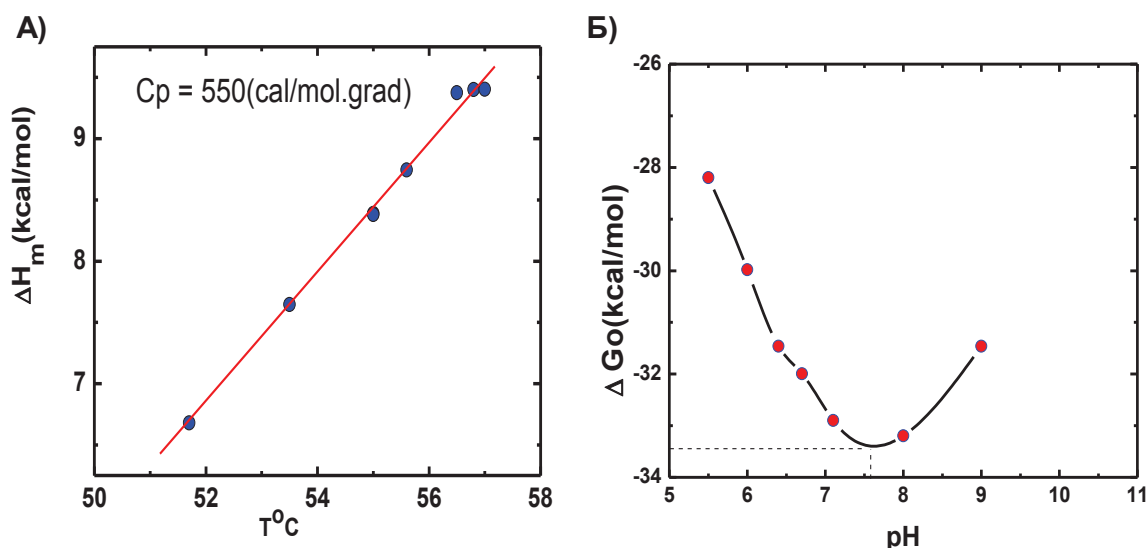 А)
Cp = 550(cal/mol.grad)
ΔHm(kcal/mol)
9
8
7
50 52 54 56 58
T°C
Б)
Δ Go(kcal/mol)
-26
-28
-30
-32
-34
5 6 7 8 9 10 11
pH